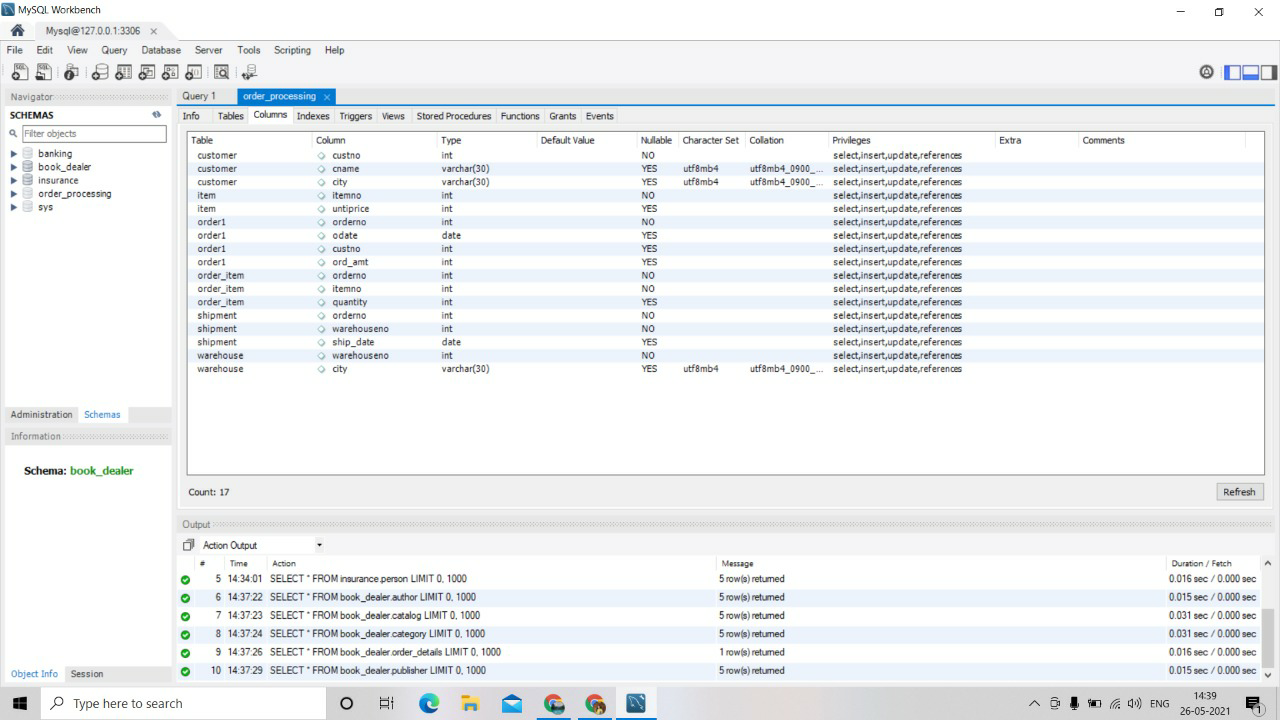 MySQL Workbench
Mysql@127.0.0.1:3306
File Edit View Query Database Server Tools Scripting Help
Navigator
SCHEMAS
Filter objects
banking
book_dealer
insurance
order_processing
sys
Administration Schemas
Information
Schema: book_dealer
Object Info Session
Query 1 order_processing
Info Tables Columns Indexes Triggers Views Stored Procedures Functions Grants Events
Table Column Type Default Value Nullable Character Set Collation Privileges Extra Comments
customer custno int NO select,insert,update,references
customer cname varchar(30) YES utf8mb4 utf8mb4_0900_... select,insert,update,references
customer city varchar(30) YES utf8mb4 utf8mb4_0900_... select,insert,update,references
item itemno int NO select,insert,update,references
item untiprice int YES select,insert,update,references
order1 orderno int NO select,insert,update,references
order1 odate date YES select,insert,update,references
order1 custno int YES select,insert,update,references
order1 ord_amt int YES select,insert,update,references
order_item orderno int NO select,insert,update,references
order_item itemno int NO select,insert,update,references
order_item quantity int YES select,insert,update,references
shipment orderno int NO select,insert,update,references
shipment warehouseno int NO select,insert,update,references
shipment ship_date date YES select,insert,update,references
warehouse warehouseno int NO select,insert,update,references
warehouse city varchar(30) YES utf8mb4 utf8mb4_0900_... select,insert,update,references
Count: 17
Refresh
Output
Action Output
# Time Action Message Duration / Fetch
5 14:34:01 SELECT * FROM insurance.person LIMIT 0, 1000 5 row(s) returned 0.016 sec / 0.000 sec
6 14:37:22 SELECT * FROM book_dealer.author LIMIT 0, 1000 5 row(s) returned 0.015 sec / 0.000 sec
7 14:37:23 SELECT * FROM book_dealer.catalog LIMIT 0, 1000 5 row(s) returned 0.031 sec / 0.000 sec
8 14:37:24 SELECT * FROM book_dealer.category LIMIT 0, 1000 5 row(s) returned 0.031 sec / 0.000 sec
9 14:37:26 SELECT * FROM book_dealer.order_details LIMIT 0, 1000 1 row(s) returned 0.016 sec / 0.000 sec
10 14:37:29 SELECT * FROM book_dealer.publisher LIMIT 0, 1000 5 row(s) returned 0.015 sec / 0.000 sec
Type here to search
ENG
14:39
26-05-2021
1